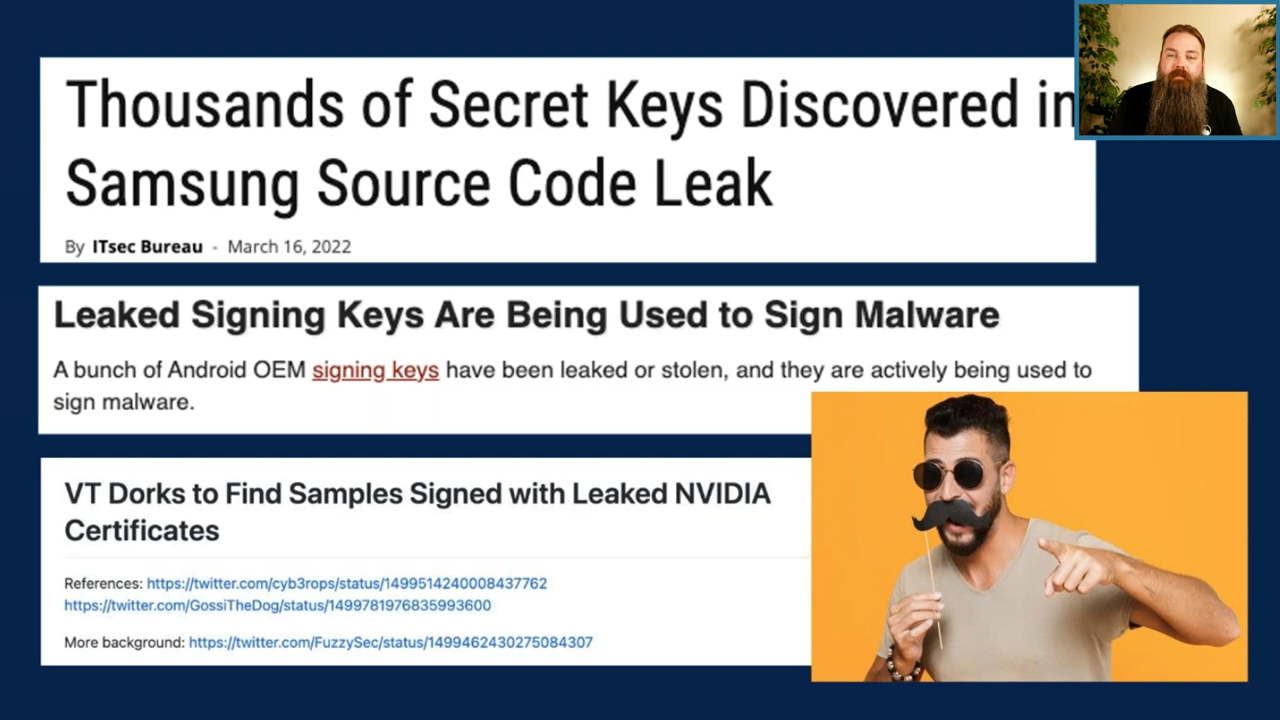 Thousands of Secret Keys Discovered in
Samsung Source Code Leak
By ITsec Bureau - March 16, 2022
Leaked Signing Keys Are Being Used to Sign Malware
A bunch of Android OEM signing keys have been leaked or stolen, and they are actively being used to
sign malware.
VT Dorks to Find Samples Signed with Leaked NVIDIA
Certificates
References: https://twitter.com/cyb3rops/status/1499514240008437762
https://twitter.com/GossiTheDog/status/1499781976835993600
More background: https://twitter.com/FuzzySec/status/1499462430275084307